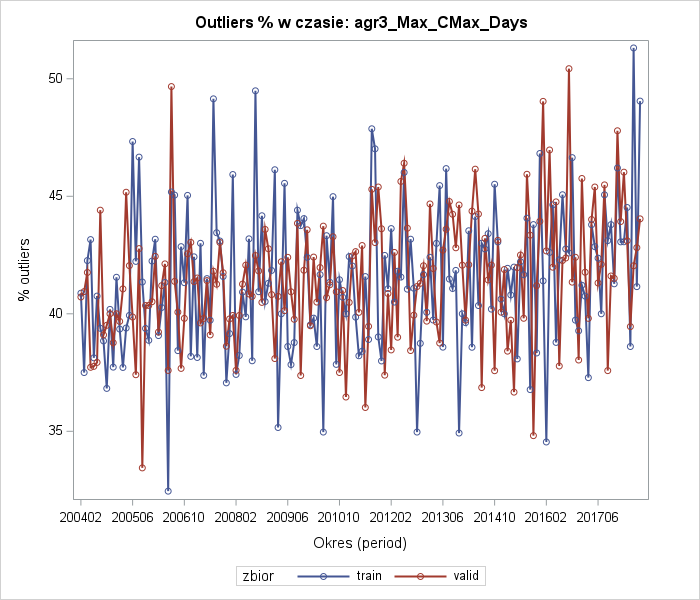 Outliers % w czasie: agr3_Max_CMax_Days
% outliers
50
45
40
35
200402 200506 200610 200802 200906 201010 201202 201306 201410 201602 201706
Okres (period)
zbior train valid